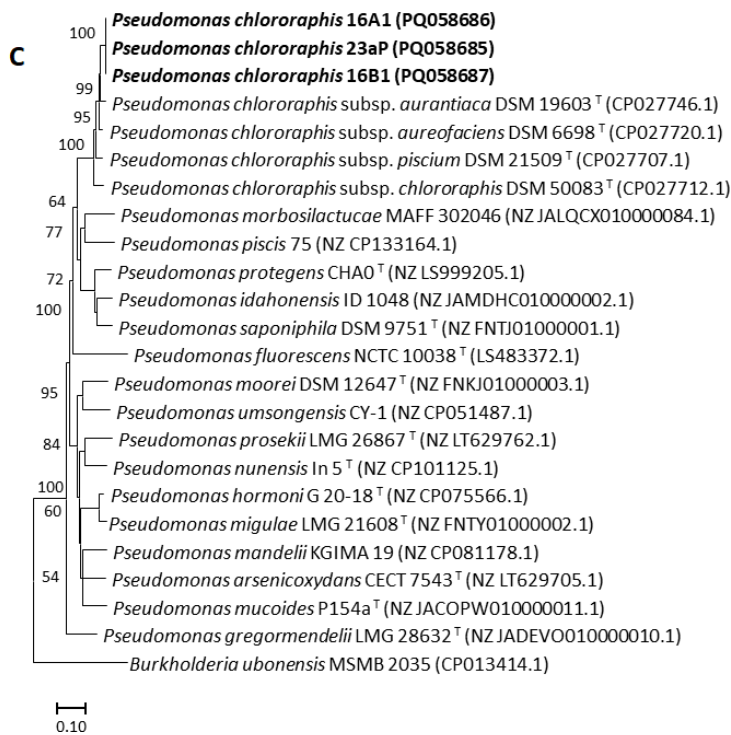 Pseudomonas chlororaphis 16A1 (PQ058686)
100
C
Pseudomonas chlororaphis 23aP (PQ058685)
Pseudomonas chlororaphis 16B1 (PQ058687)
99
Pseudomonas chlororaphis subsp. aurantiaca DSM 19603 T (CP027746.1)
95
Pseudomonas chlororaphis subsp. aureofaciens DSM 6698 T (CP027720.1)
100
Pseudomonas chlororaphis subsp. piscium DSM 21509 T (CP027707.1)
Pseudomonas chlororaphis subsp. chlororaphis DSM 50083 T (CP027712.1)
64
Pseudomonas morbosilactucae MAFF 302046 (NZ JALQCX010000084.1)
77
Pseudomonas piscis 75 (NZ CP133164.1)
Pseudomonas protegens CHA0 T (NZ LS999205.1)
72
Pseudomonas idahonensis ID 1048 (NZ JAMDHC010000002.1)
100
Pseudomonas saponiphila DSM 9751 T (NZ FNTJ01000001.1)
Pseudomonas fluorescens NCTC 10038 T (LS483372.1)
Pseudomonas moorei DSM 12647 T (NZ FNKJ01000003.1)
95
Pseudomonas umsongensis CY-1 (NZ CP051487.1)
Pseudomonas prosekii LMG 26867 T (NZ LT629762.1)
84
Pseudomonas nunensis In 5 T (NZ CP101125.1)
100
Pseudomonas hormoni G 20-18 T (NZ CP075566.1)
60
Pseudomonas migulae LMG 21608 T (NZ FNTY01000002.1)
Pseudomonas mandelii KGIMA 19 (NZ CP081178.1)
54
Pseudomonas arsenicoxydans CECT 7543 T (NZ LT629705.1)
Pseudomonas mucoides P154a T (NZ JACOPW010000011.1)
Pseudomonas gregormendelii LMG 28632 T (NZ JADEVO010000010.1)
Burkholderia ubonensis MSMB 2035 (CP013414.1)
0.10